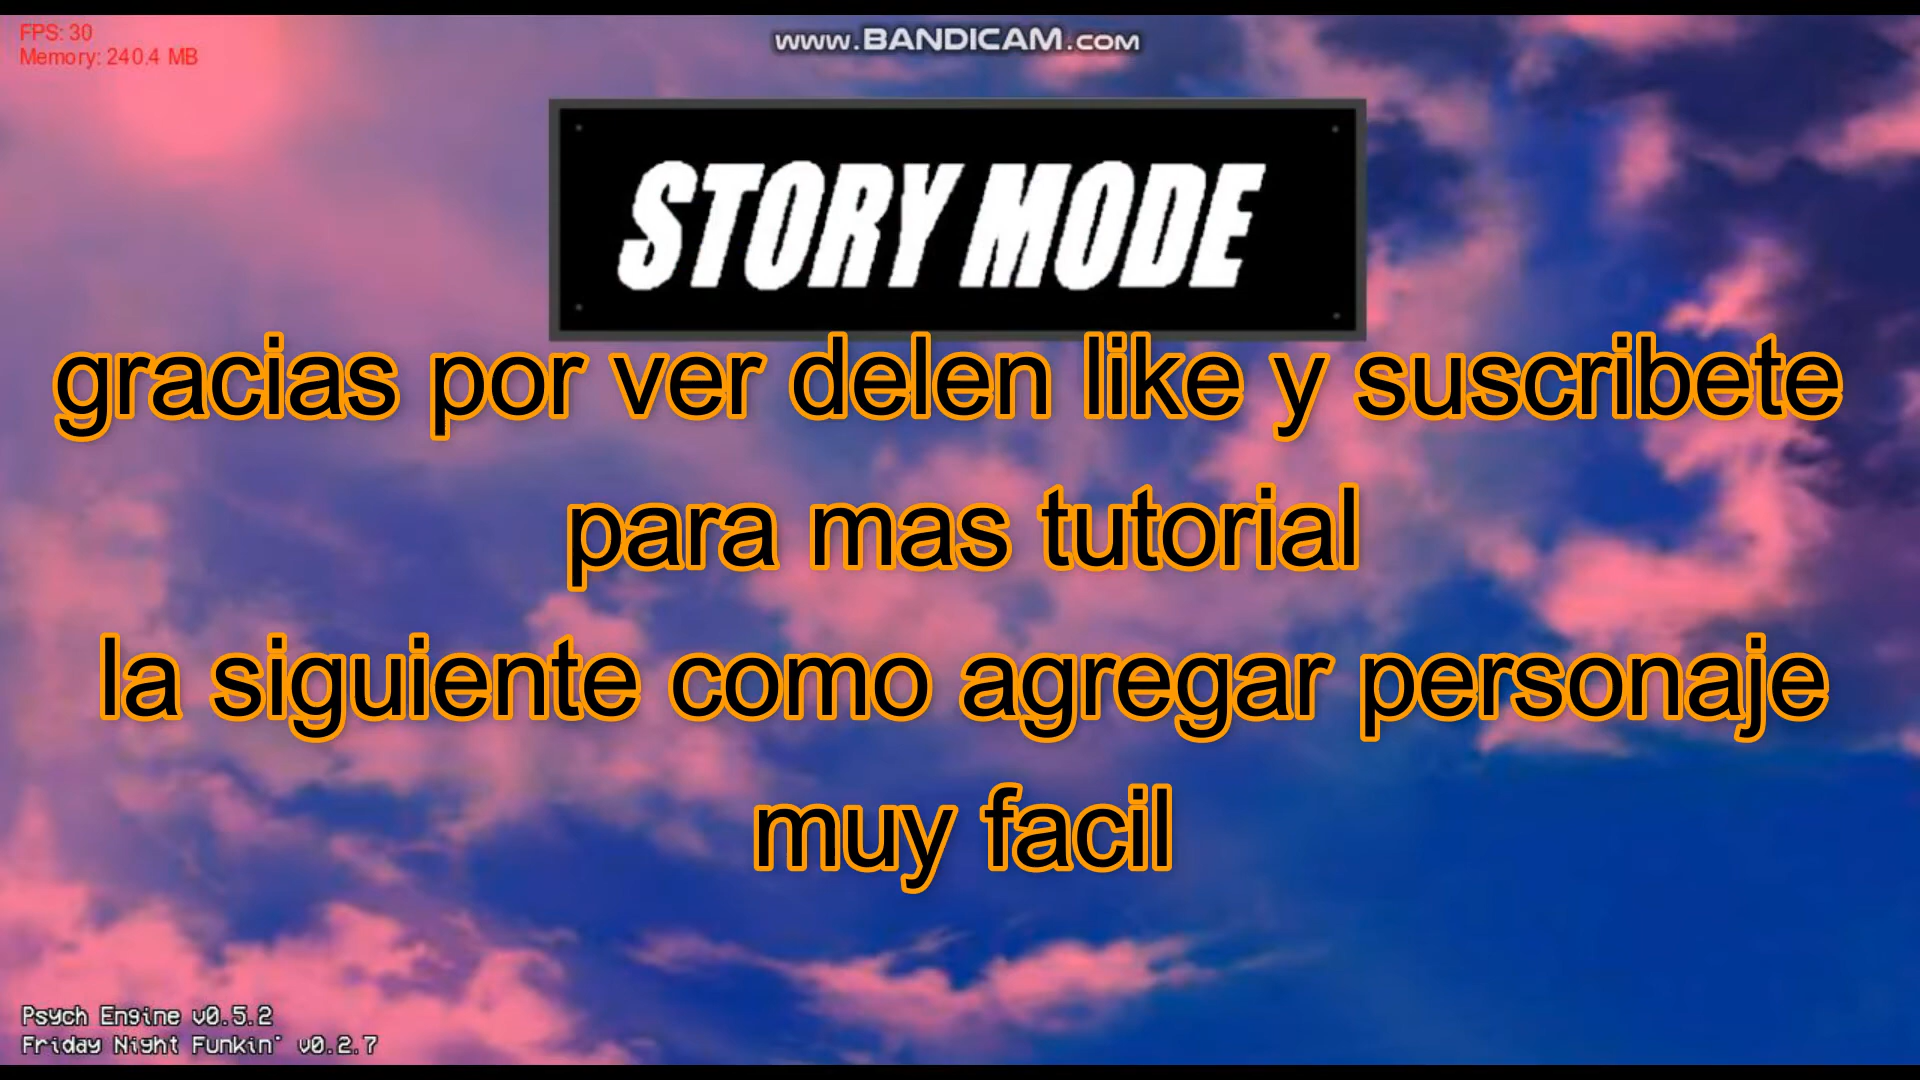 FPS: 30
Memory: 240.4 MB
www.BANDICAM.com
STORY MODE
gracias por ver delen like y suscribete
para mas tutorial
la siguiente como agregar personaje
muy facil
Psych Engine v0.5.2
Friday Night Funkin' v0.2.7